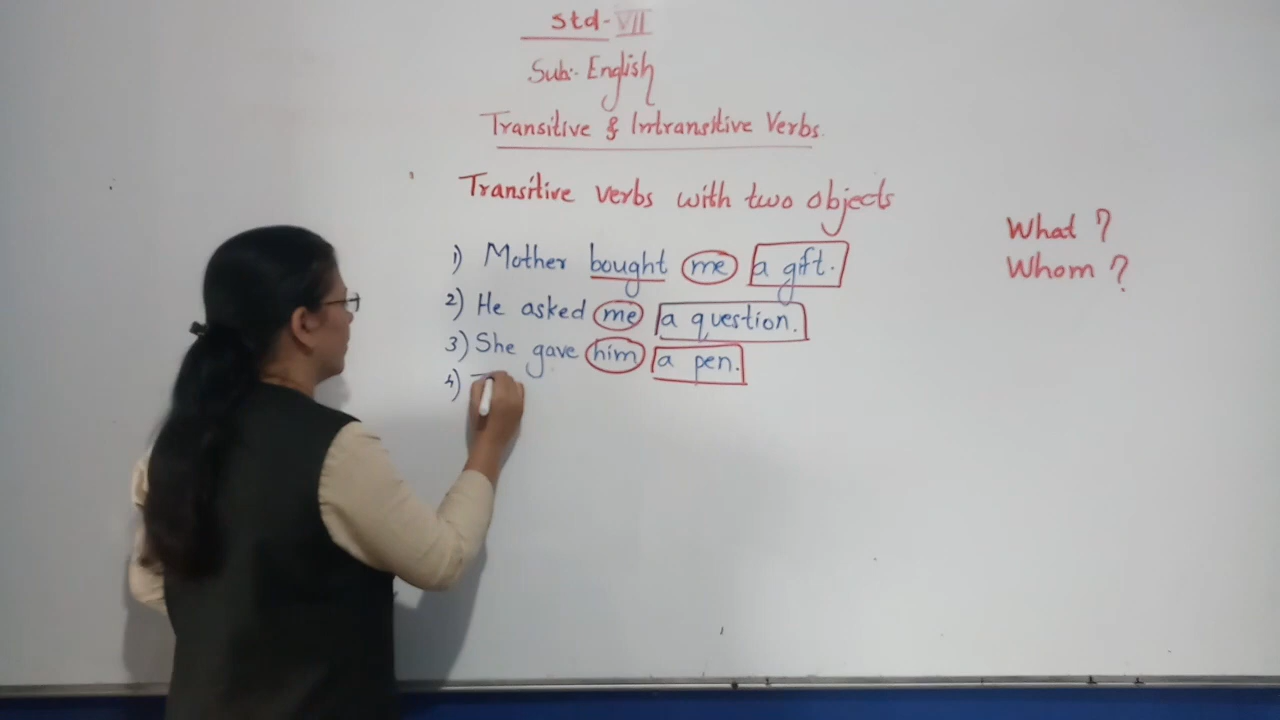 Std-VII
Sub:- English
Transitive & Intransitive Verbs.
Transitive verbs with two objects
What ?
Whom ?
1) Mother bought me a gift.
2) He asked me a question.
3) She gave him a pen.
4)